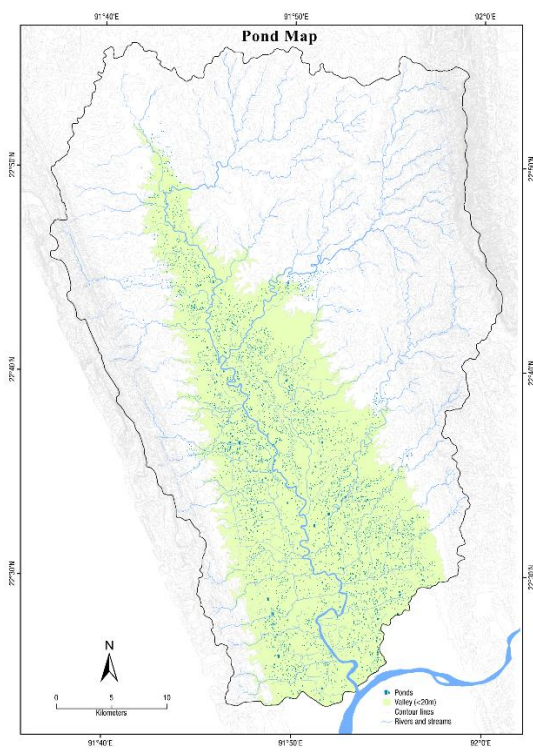 91°40'E 91°50'E 92°0'E
Pond Map
22°50'N 22°50'N
22°40'N 22°40'N
22°30'N 22°30'N
N
0 5 10
Kilometers
Ponds
Valley (<20m)
Contour lines
Rivers and streams
91°40'E 91°50'E 92°0'E